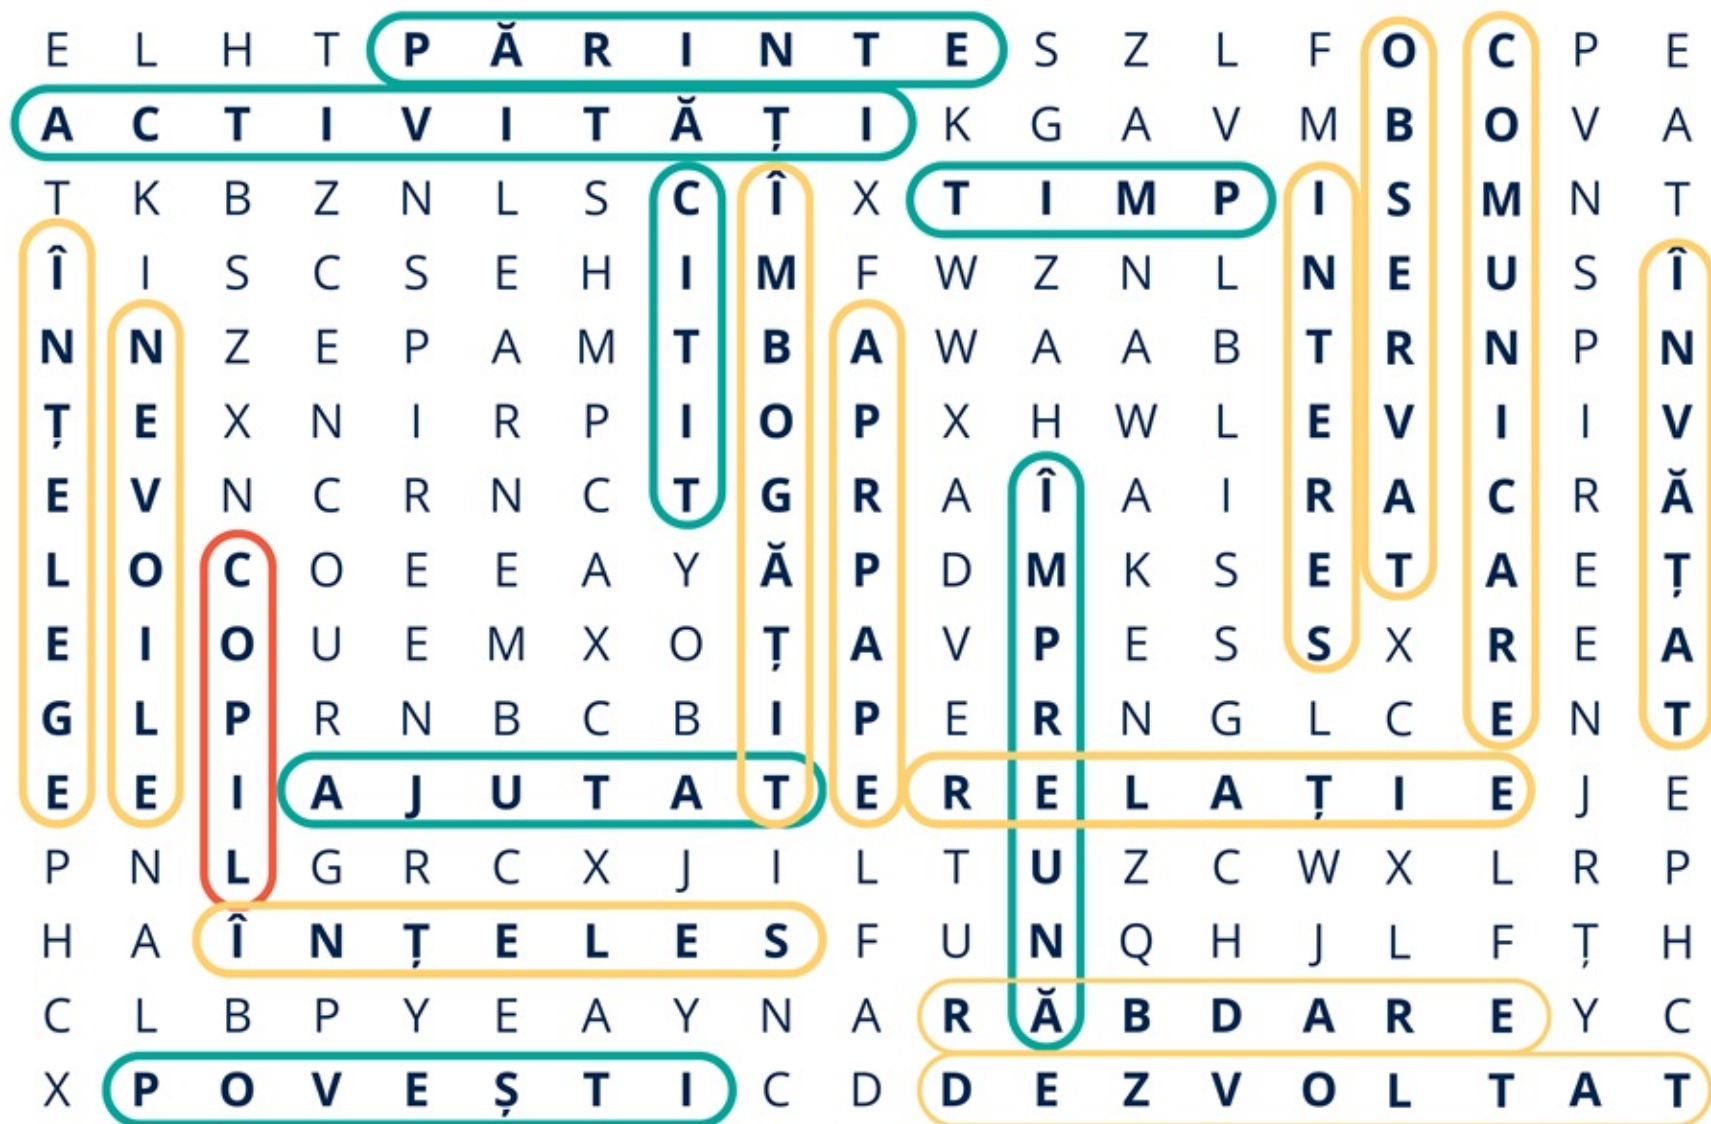 E L H T P Ă R I N T E S Z L F O C P E
A C T I V I T Ă Ț I K G A V M B O V A
T K B Z N L S C Î X T I M P I S M N T
Î I S C S E H I M F W Z N L N E U S Î
N N Z E P A M T B A W A A B T R N P N
Ț E X N I R P I O P X H W L E V I I V
E V N C R N C T G R A Î A I R A C R Ă
L O C O E E A Y Ă P D M K S E T A E Ț
E I O U E M X O Ț A V P E S S X R E A
G L P R N B C B I P E R N G L C E N T
E E I A J U T A T E R E L A Ț I E J E
P N L G R C X J I L T U Z C W X L R P
H A Î N Ț E L E S F U N Q H J L F Ț H
C L B P Y E A Y N A R Ă B D A R E Y C
X P O V E Ș T I C D D E Z V O L T A T